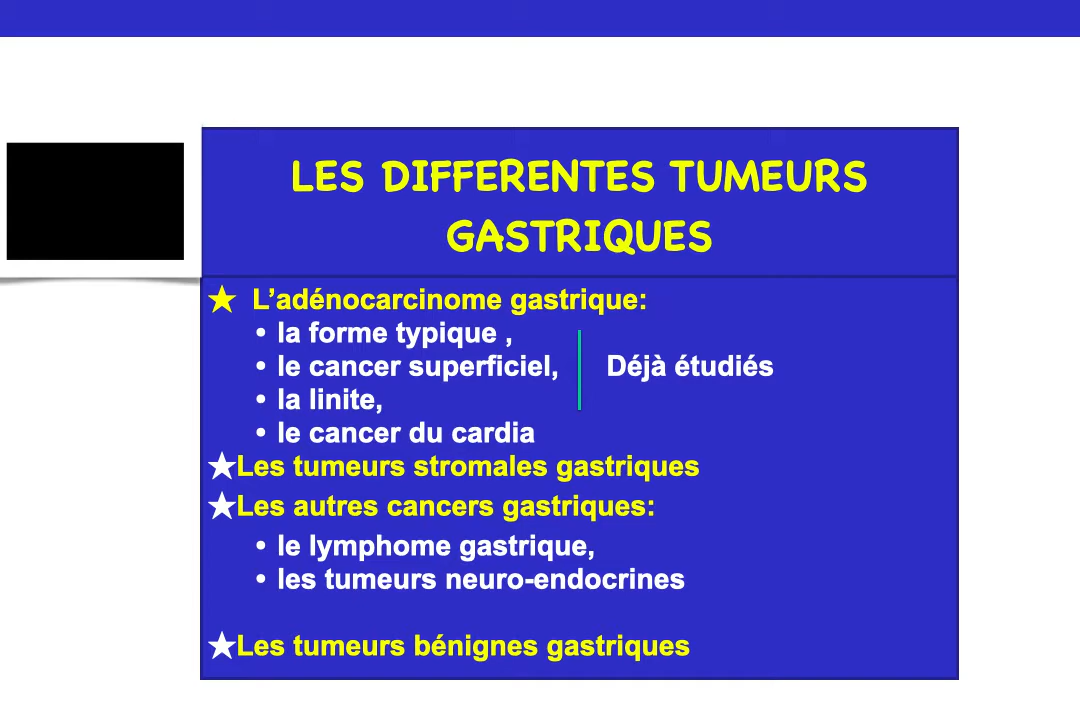 LES DIFFERENTES TUMEURS
GASTRIQUES
★ L’adénocarcinome gastrique:
• la forme typique ,
• le cancer superficiel, Déjà étudiés
• la linite,
• le cancer du cardia
★Les tumeurs stromales gastriques
★Les autres cancers gastriques:
• le lymphome gastrique,
• les tumeurs neuro-endocrines
★Les tumeurs bénignes gastriques